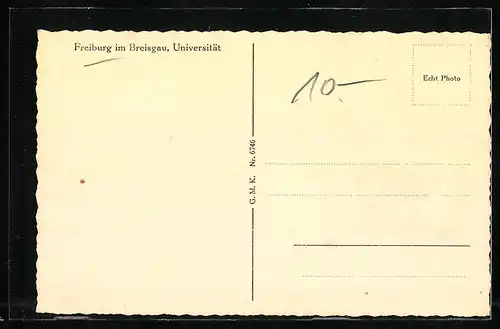 Freiburg im Breisgau, Universität
10.-
Echt Photo
G. M. K. Nr. 6746